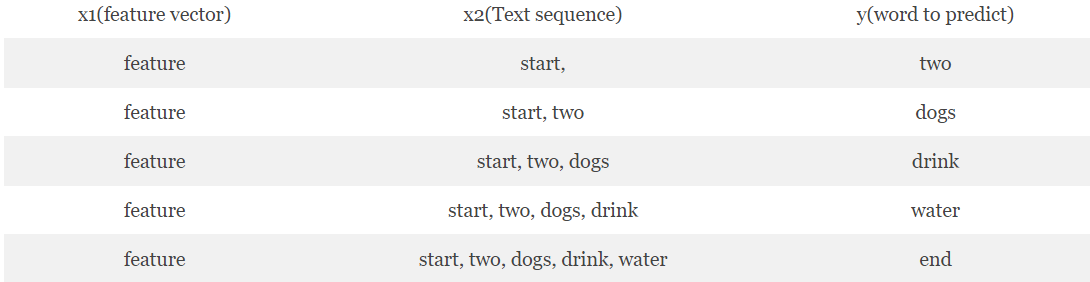 x1(feature vector) x2(Text sequence) y(word to predict)
feature start, two
feature start, two dogs
feature start, two, dogs drink
feature start, two, dogs, drink water
feature start, two, dogs, drink, water end